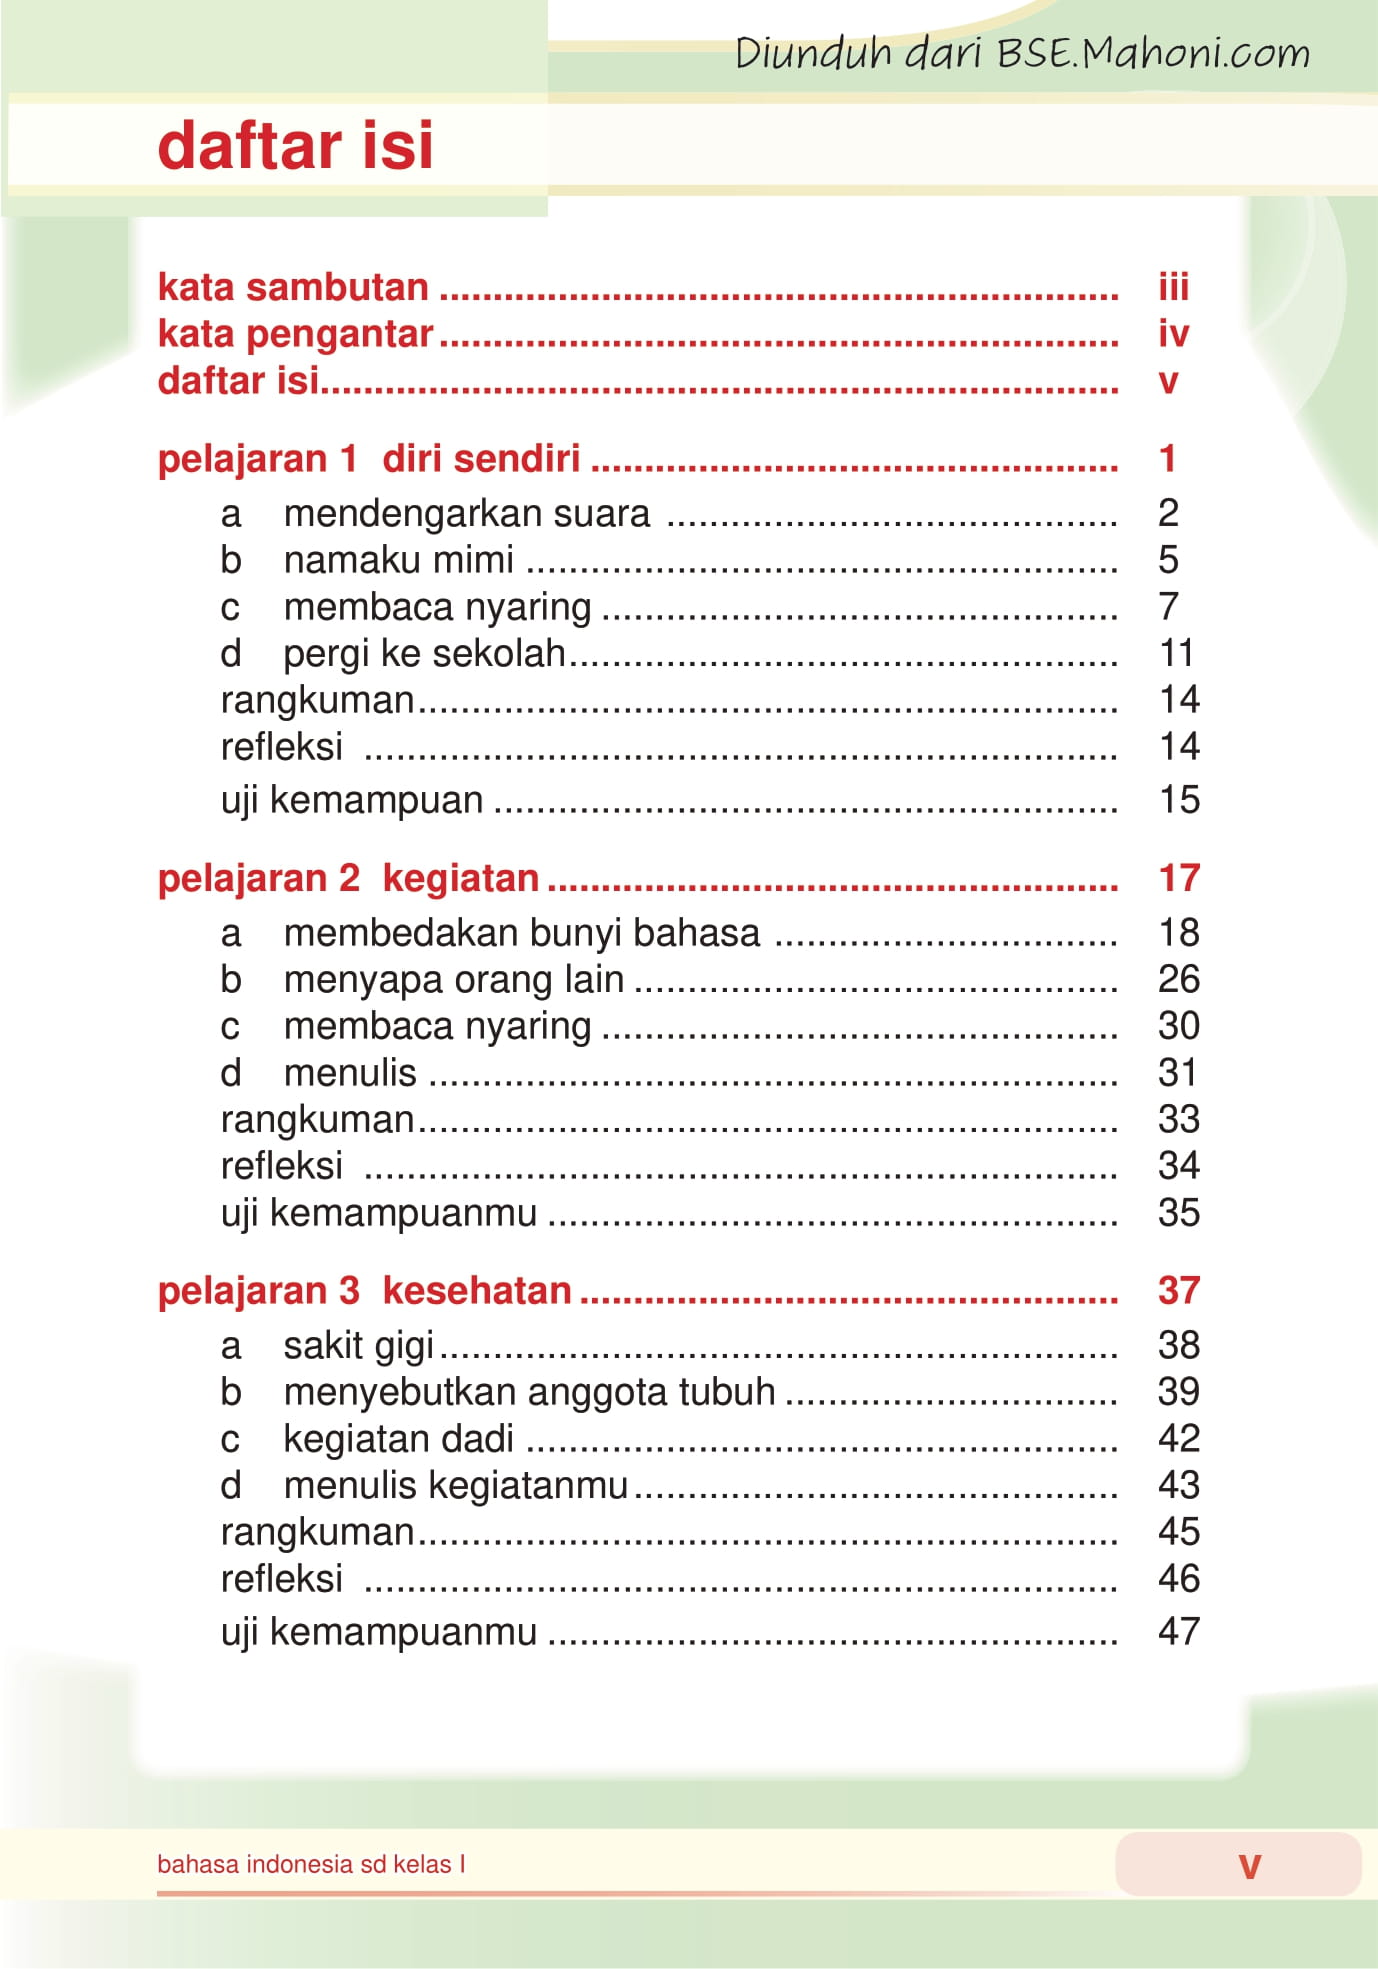 Diunduh dari BSE.Mahoni.com
daftar isi
kata sambutan ............................................................... iii
kata pengantar............................................................... iv
daftar isi.......................................................................... v
pelajaran 1 diri sendiri ................................................. 1
a mendengarkan suara .......................................... 2
b namaku mimi ....................................................... 5
c membaca nyaring ................................................ 7
d pergi ke sekolah................................................... 11
rangkuman................................................................. 14
refleksi ...................................................................... 14
uji kemampuan .......................................................... 15
pelajaran 2 kegiatan ..................................................... 17
a membedakan bunyi bahasa ................................ 18
b menyapa orang lain ............................................. 26
c membaca nyaring ................................................ 30
d menulis ................................................................ 31
rangkuman................................................................. 33
refleksi ...................................................................... 34
uji kemampuanmu ..................................................... 35
pelajaran 3 kesehatan .................................................. 37
a sakit gigi............................................................... 38
b menyebutkan anggota tubuh ............................... 39
c kegiatan dadi ....................................................... 42
d menulis kegiatanmu............................................. 43
rangkuman................................................................. 45
refleksi ...................................................................... 46
uji kemampuanmu ..................................................... 47
bahasa indonesia sd kelas I
v